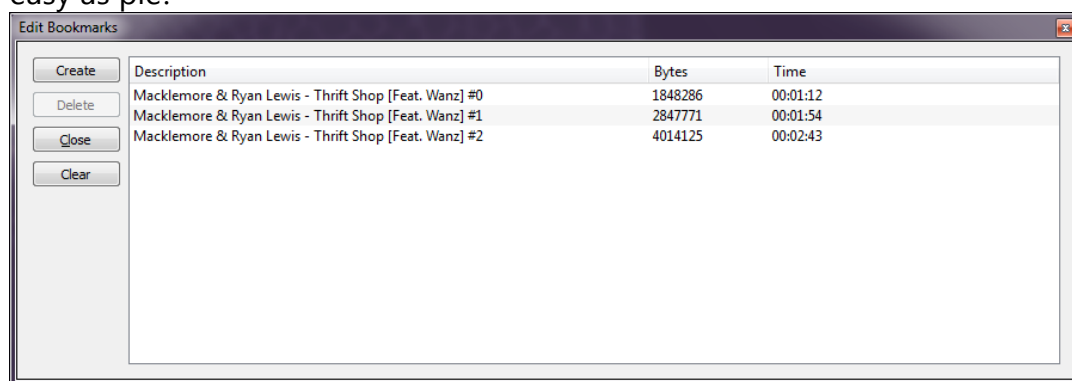 easy as pie!
Edit Bookmarks
Create
Delete
Close
Clear
Description Bytes Time
Macklemore & Ryan Lewis - Thrift Shop [Feat. Wanz] #0 1848286 00:01:12
Macklemore & Ryan Lewis - Thrift Shop [Feat. Wanz] #1 2847771 00:01:54
Macklemore & Ryan Lewis - Thrift Shop [Feat. Wanz] #2 4014125 00:02:43